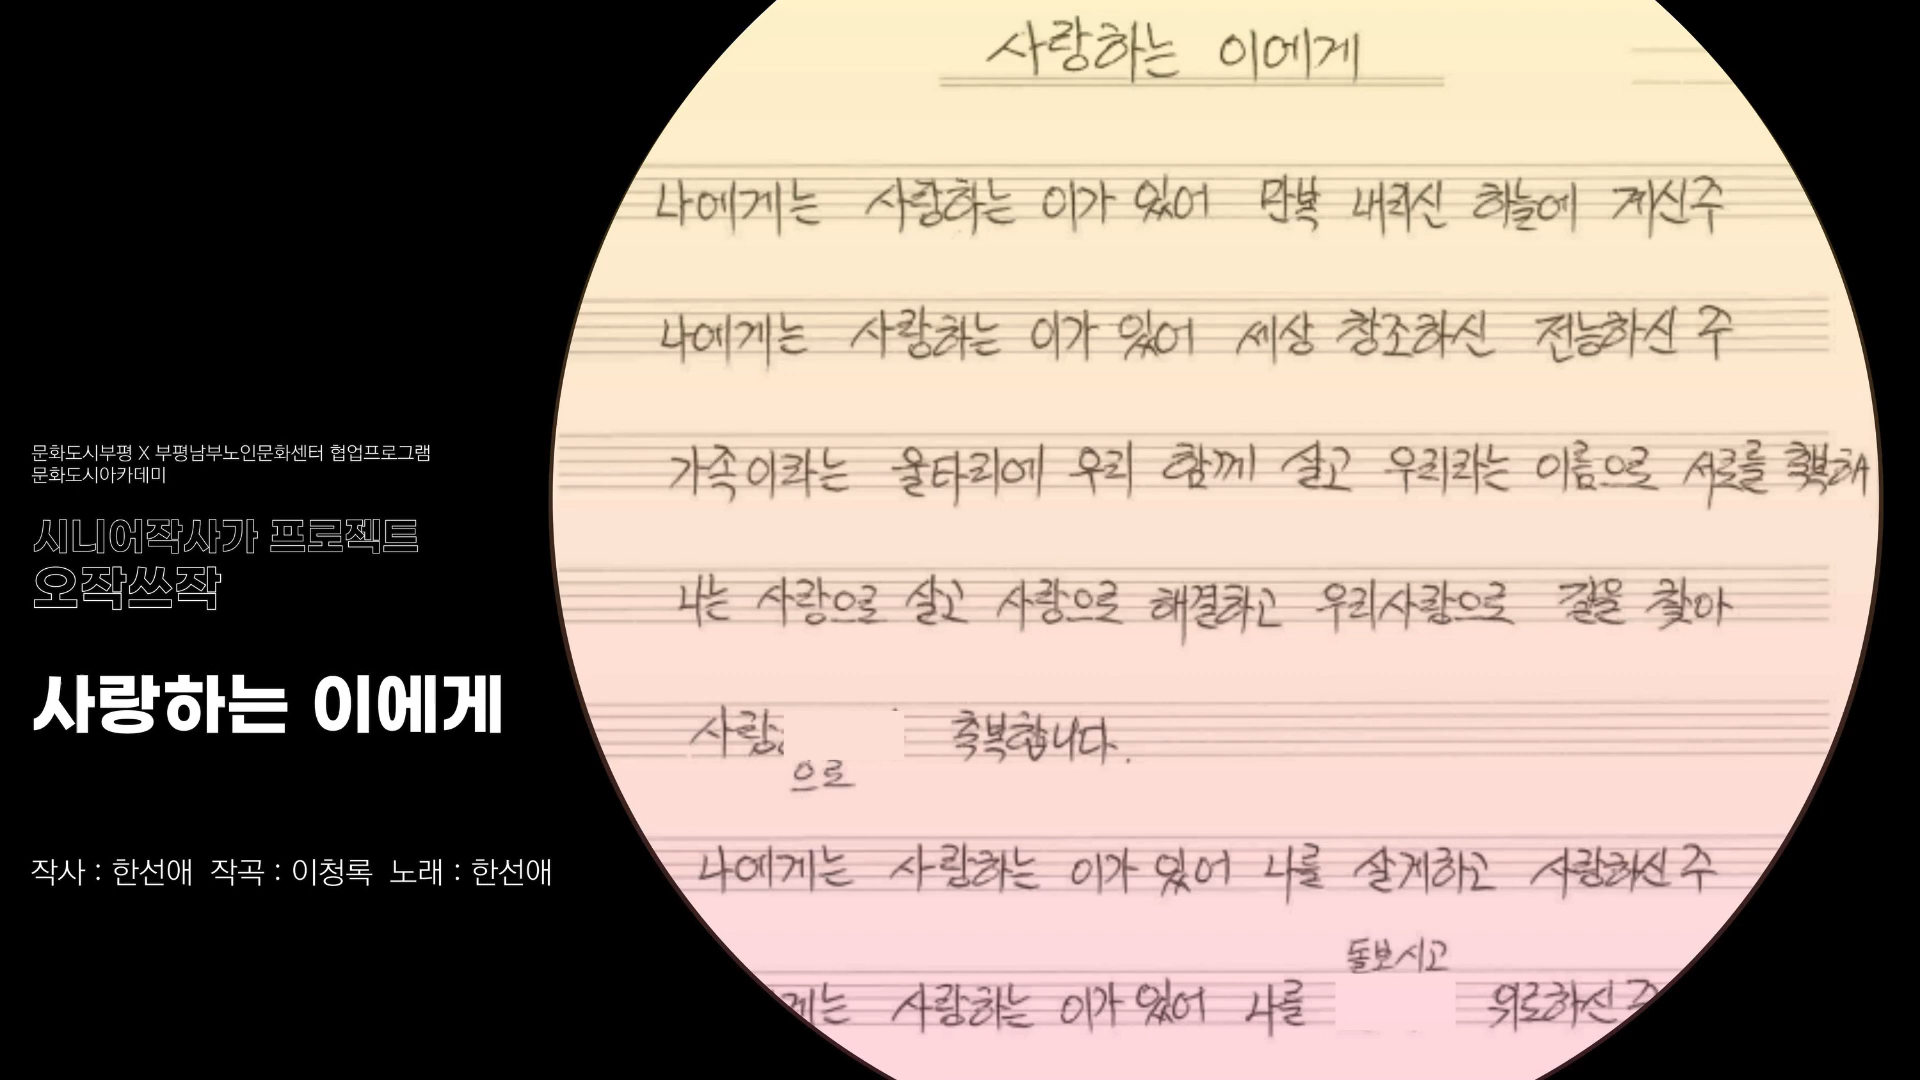 문화도시부평 X 부평남부노인문화센터 협업프로그램
문화도시아카데미
시니어작사가 프로젝트
오작쓰작
사랑하는 이에게
작사 : 한선애 작곡 : 이청록 노래 : 한선애
사랑하는 이에게
나에게는 사랑하는 이가 있어 만복 내리신 하늘에 계신주
나에게는 사랑하는 이가 있어 세상 창조하신 전능하신 주
가족이라는 울타리에 우리 함께 살고 우리라는 이름으로 서로를 축복하
나는 사랑으로 살고 사랑으로 해결하고 우리사랑으로 길을 찾아
사랑 축복합니다.
으로
나에게는 사랑하는 이가 있어 나를 살게하고 사랑하신 주
돌보시고
게는 사랑하는 이가 있어 나를 위로하신 주